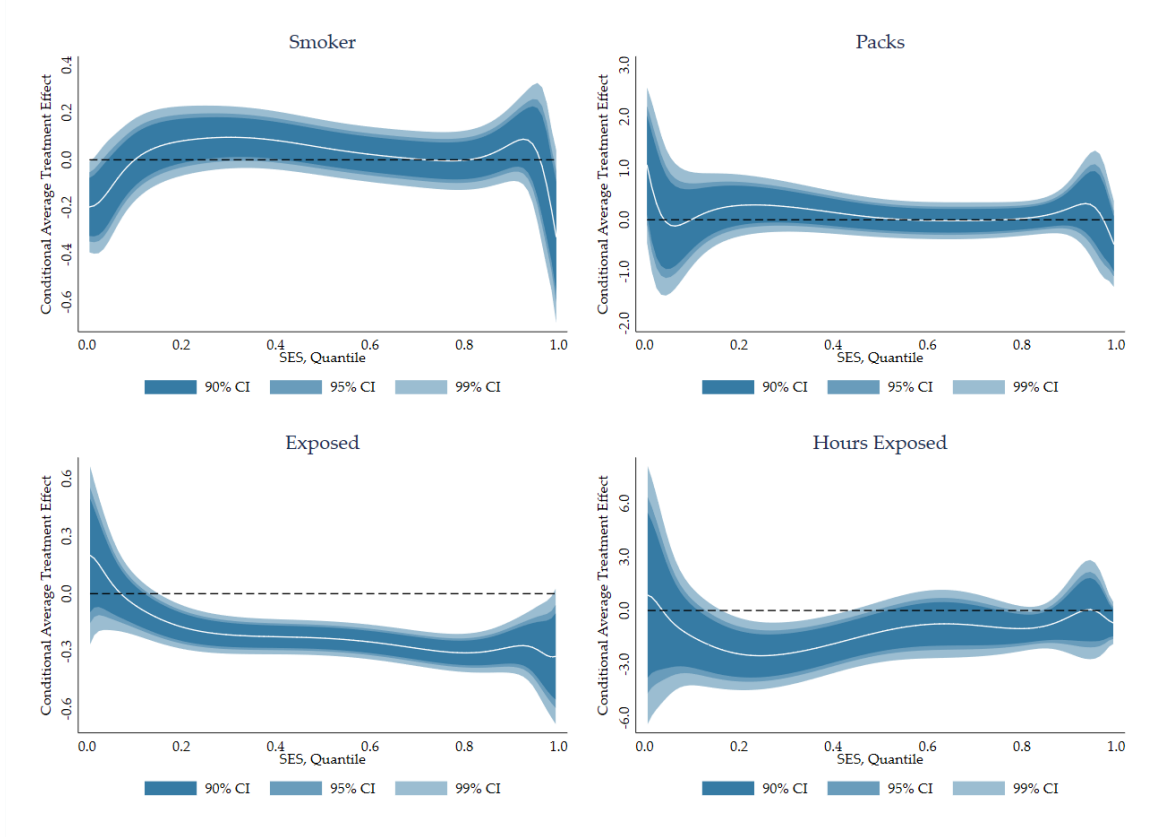 Smoker
Conditional Average Treatment Effect
0.4
0.2
0.0
-0.2
-0.4
-0.6
0.0 0.2 0.4 0.6 0.8 1.0
SES, Quantile
90% CI 95% CI 99% CI
Packs
Conditional Average Treatment Effect
3.0
2.0
1.0
0.0
-1.0
-2.0
0.0 0.2 0.4 0.6 0.8 1.0
SES, Quantile
90% CI 95% CI 99% CI
Exposed
Conditional Average Treatment Effect
0.6
0.3
0.0
-0.3
-0.6
0.0 0.2 0.4 0.6 0.8 1.0
SES, Quantile
90% CI 95% CI 99% CI
Hours Exposed
Conditional Average Treatment Effect
6.0
3.0
0.0
-3.0
-6.0
0.0 0.2 0.4 0.6 0.8 1.0
SES, Quantile
90% CI 95% CI 99% CI